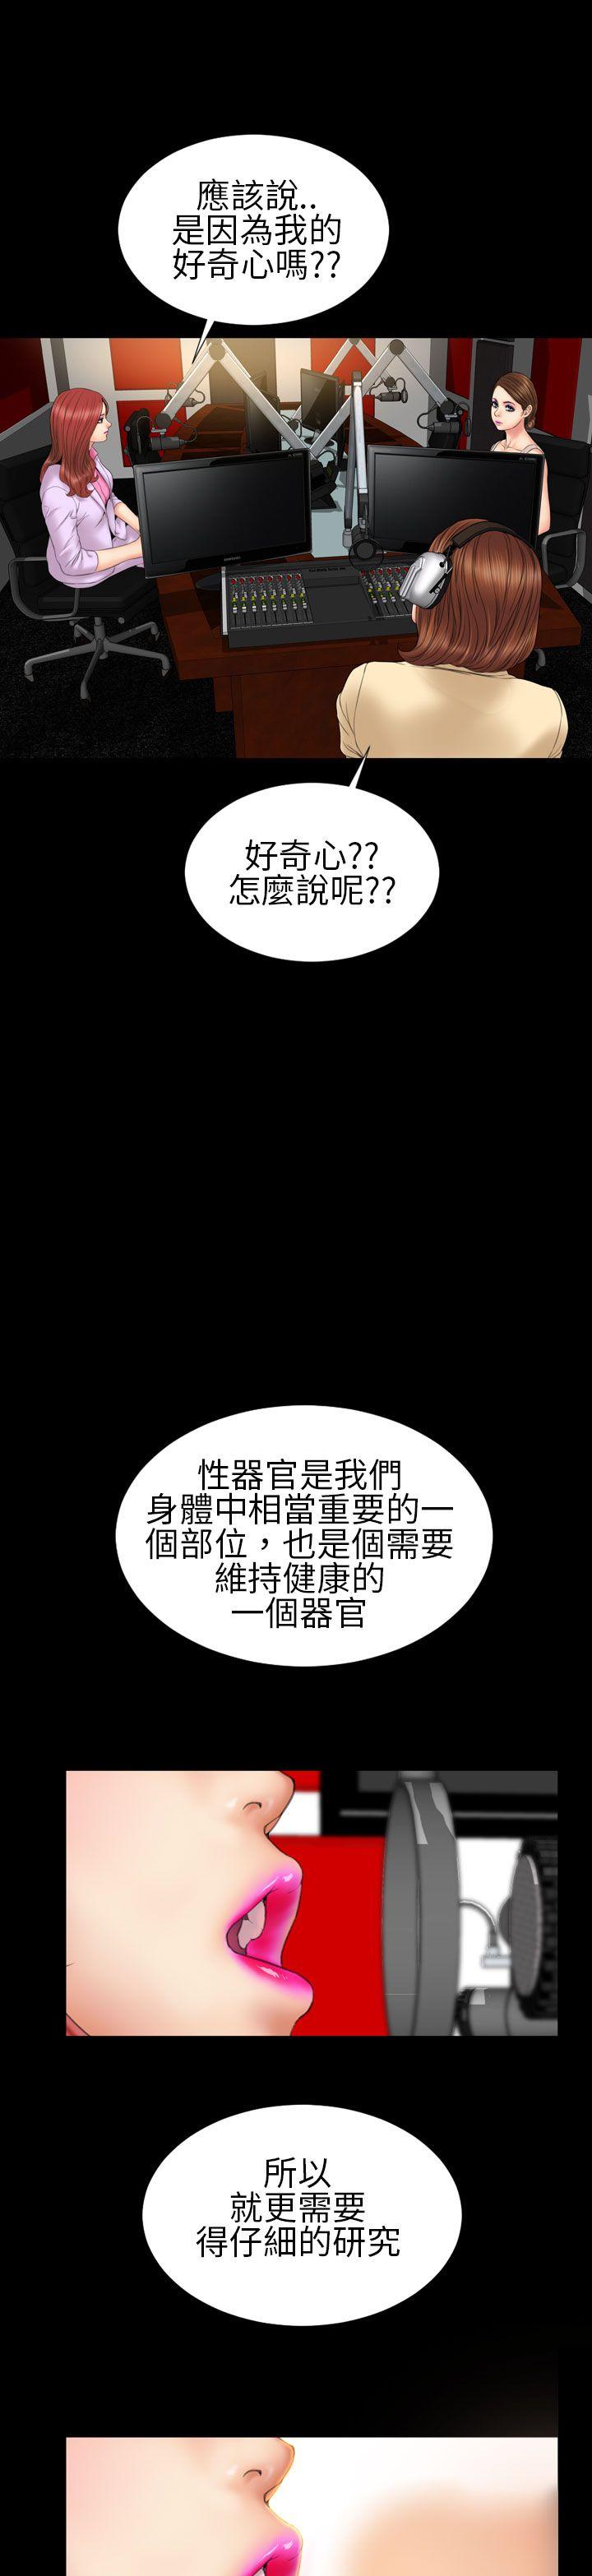 應該說..
是因為我的
好奇心嗎??
SAMSUNG
好奇心??
怎麼說呢??
性器官是我們
身體中相當重要的一
個部位，也是個需要
維持健康的
一個器官
所以
就更需要
得仔細的研究